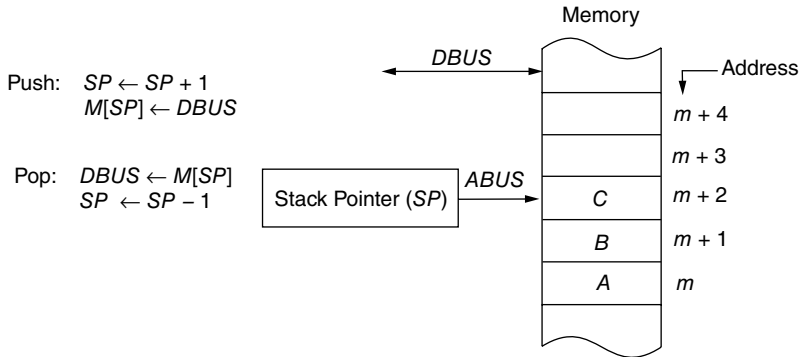 Memory
DBUS
Address
Push: SP ← SP + 1
M[SP] ← DBUS
m + 4
m + 3
Pop: DBUS ← M[SP]
SP ← SP – 1
Stack Pointer (SP)
ABUS
C
m + 2
B
m + 1
A
m